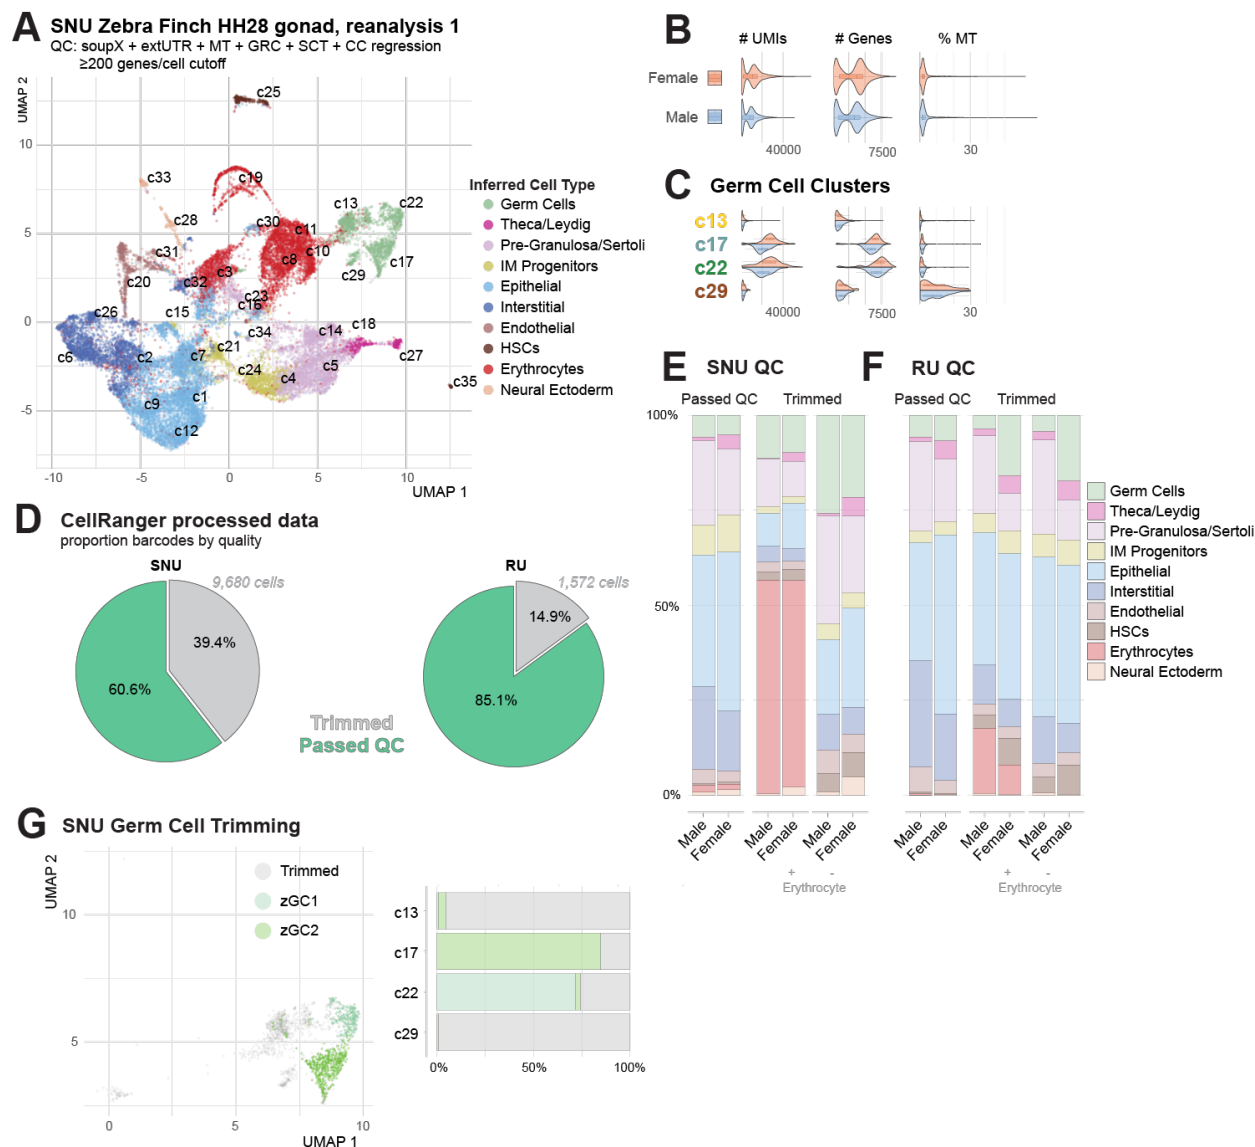 A SNU Zebra Finch HH28 gonad, reanalysis 1
QC: soupX + extUTR + MT + GRC + SCT + CC regression
≥200 genes/cell cutoff
UMAP 2
10
5
0
-5
-10
-5
0
5
10
UMAP 1
c25
c33
c19
c13
c22
c28
c30
c11
c31
c10
c8
c17
c20
c3
c29
c32
c23
c16
c26
c15
c18
c34
c14
c6
c2
c7
c21
c27
c24
c4
c5
c35
c9
c1
c12
Inferred Cell Type
Germ Cells
Theca/Leydig
Pre-Granulosa/Sertoli
IM Progenitors
Epithelial
Interstitial
Endothelial
HSCs
Erythrocytes
Neural Ectoderm
B
# UMIs
# Genes
% MT
Female
Male
40000
7500
30
C Germ Cell Clusters
c13
c17
c22
c29
40000
7500
30
D CellRanger processed data
proportion barcodes by quality
SNU
9,680 cells
39.4%
60.6%
RU
1,572 cells
14.9%
85.1%
Trimmed
Passed QC
E SNU QC
Passed QC
Trimmed
100%
50%
0%
Male
Female
Male
Female
Male
Female
+
-
Erythrocyte
F RU QC
Passed QC
Trimmed
Male
Female
Male
Female
Male
Female
+
-
Erythrocyte
Germ Cells
Theca/Leydig
Pre-Granulosa/Sertoli
IM Progenitors
Epithelial
Interstitial
Endothelial
HSCs
Erythrocytes
Neural Ectoderm
G SNU Germ Cell Trimming
UMAP 2
10
5
0
5
10
UMAP 1
Trimmed
zGC1
zGC2
c13
c17
c22
c29
0%
50%
100%